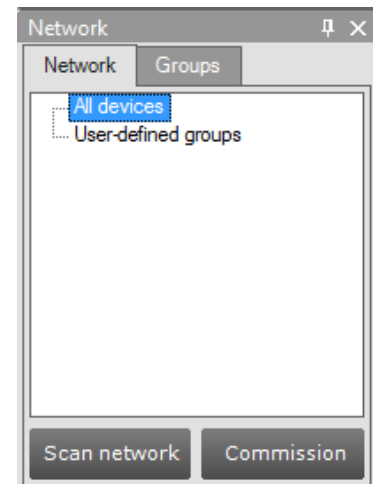 Network
Network Groups
All devices
User-defined groups
Scan network Commission